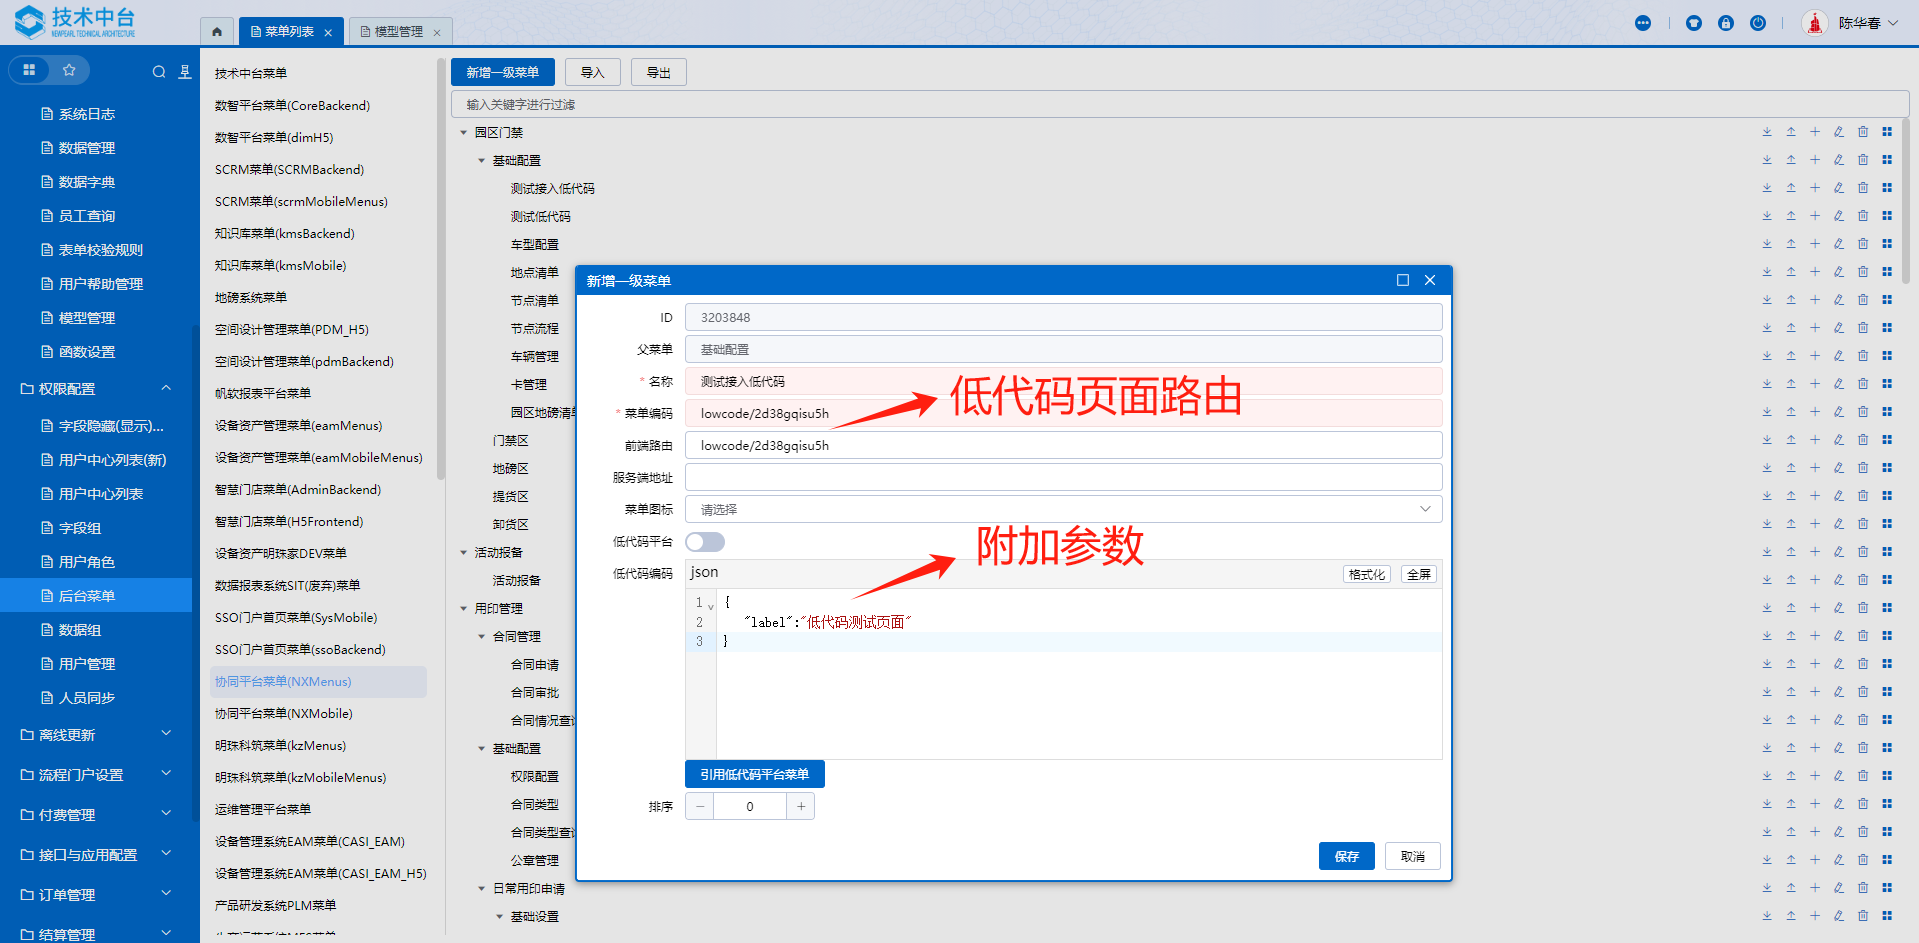 技术中台
NEWPEARL TECHNICAL ARCHITECTURE
菜单列表
模型管理
陈华春
系统日志
数据管理
数据字典
员工查询
表单校验规则
用户帮助管理
模型管理
函数设置
权限配置
字段隐藏(显示)...
用户中心列表(新)
用户中心列表
字段组
用户角色
后台菜单
数据组
用户管理
人员同步
离线更新
流程门户设置
付费管理
接口与应用配置
订单管理
结算管理
技术中台菜单
数智平台菜单(CoreBackend)
数智平台菜单(dimH5)
SCRM菜单(SCRMBackend)
SCRM菜单(scrmMobileMenus)
知识库菜单(kmsBackend)
知识库菜单(kmsMobile)
地磅系统菜单
空间设计管理菜单(PDM_H5)
空间设计管理菜单(pdmBackend)
帆软报表平台菜单
设备资产管理菜单(eamMenus)
设备资产管理菜单(eamMobileMenus)
智慧门店菜单(AdminBackend)
智慧门店菜单(H5Frontend)
设备资产明珠家DEV菜单
数据报表系统SIT(废弃)菜单
SSO门户首页菜单(SysMobile)
SSO门户首页菜单(ssoBackend)
协同平台菜单(NXMenus)
协同平台菜单(NXMobile)
明珠科筑菜单(kzMenus)
明珠科筑菜单(kzMobileMenus)
运维管理平台菜单
设备管理系统EAM菜单(CASI_EAM)
设备管理系统EAM菜单(CASI_EAM_H5)
产品研发系统PLM菜单
新增一级菜单
导入
导出
输入关键字进行过滤
园区门禁
基础配置
测试接入低代码
测试低代码
车型配置
地点清单
节点清单
节点流程
车辆管理
卡管理
园区地磅清单
门禁区
地磅区
提货区
卸货区
活动报备
活动报备
用印管理
合同管理
合同申请
合同审批
合同情况查
基础配置
权限配置
合同类型
合同类型查
公章管理
日常用印申请
基础设置
新增一级菜单
ID 3203848
父菜单 基础配置
* 名称 测试接入低代码
* 菜单编码 lowcode/2d38gqisu5h
低代码页面路由
前端路由 lowcode/2d38gqisu5h
服务端地址
菜单图标 请选择
低代码平台
附加参数
低代码编码 json 格式化 全屏
1 {
2 "label":"低代码测试页面"
3 }
引用低代码平台菜单
排序 − 0 +
保存
取消